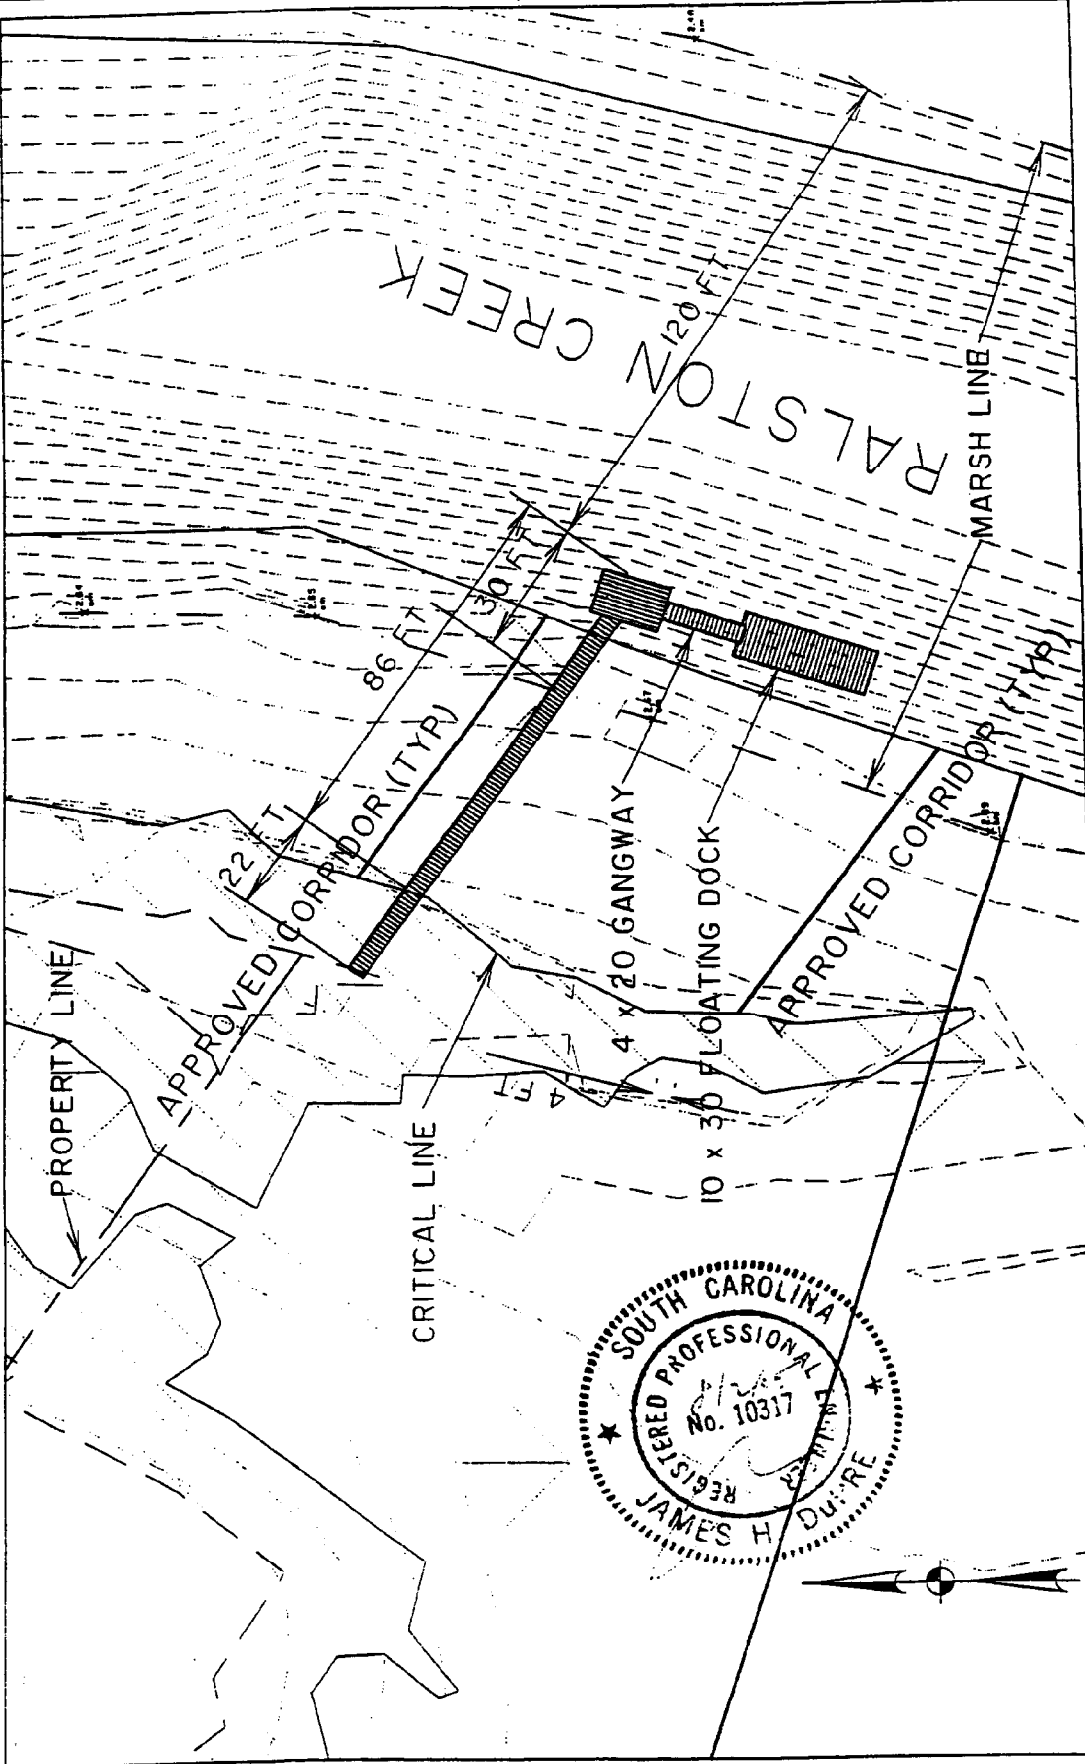 PROPERTY LINE
APPROVED CORRIDOR (TYP)
22 FT
86 FT
30 FT
120 FT
RALSTON CREEK
CRITICAL LINE
4 FT
4 x 20 GANGWAY
10 x 30 FLOATING DOCK
APPROVED CORRIDOR (TYP)
MARSH LINE
SOUTH CAROLINA
REGISTERED PROFESSIONAL ENGINEER
No. 10317
JAMES H.